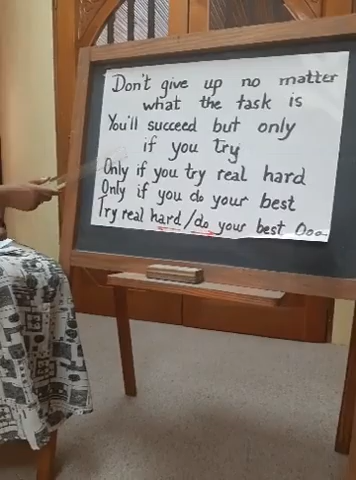 Don't give up no matter
what the task is
You'll succeed but only
if you try
Only if you try real hard
Only if you do your best
Try real hard/do your best Ooo-